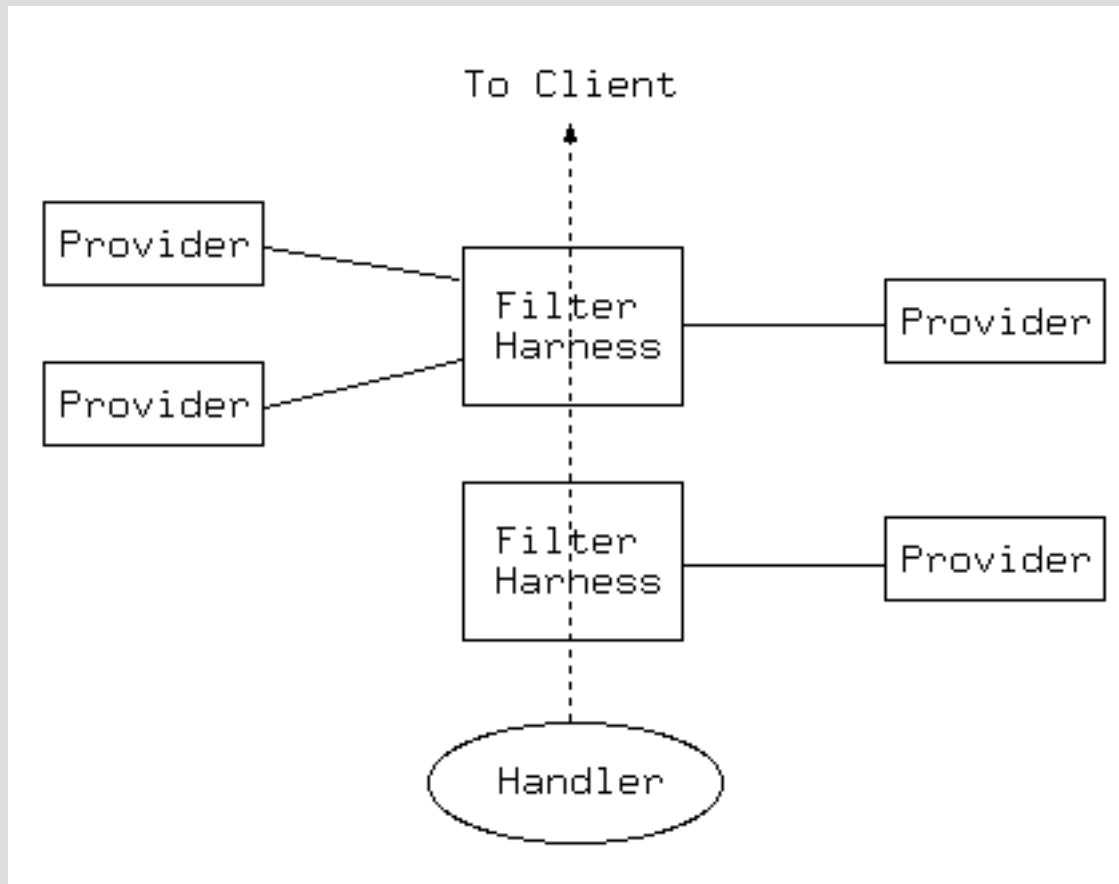 To Client
Provider
Filter
Harness
Provider
Provider
Filter
Harness
Provider
Handler